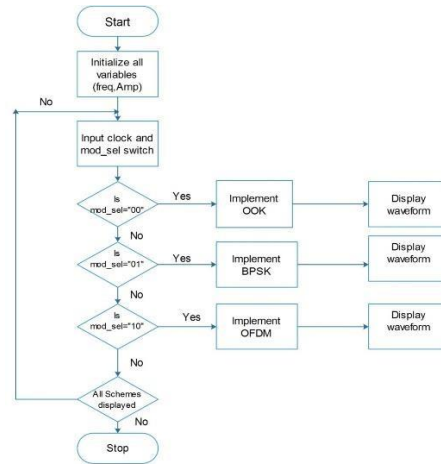 Start
Initialize all
variables
(freq,Amp)
No
Input clock and
mod_sel switch
Is
mod_sel="00"
Yes
Implement
OOK
Display
waveform
No
Is
mod_sel="01"
Yes
Implement
BPSK
Display
waveform
No
Is
mod_sel="10"
Yes
Implement
OFDM
Display
waveform
No
All Schemes
displayed
No
Stop